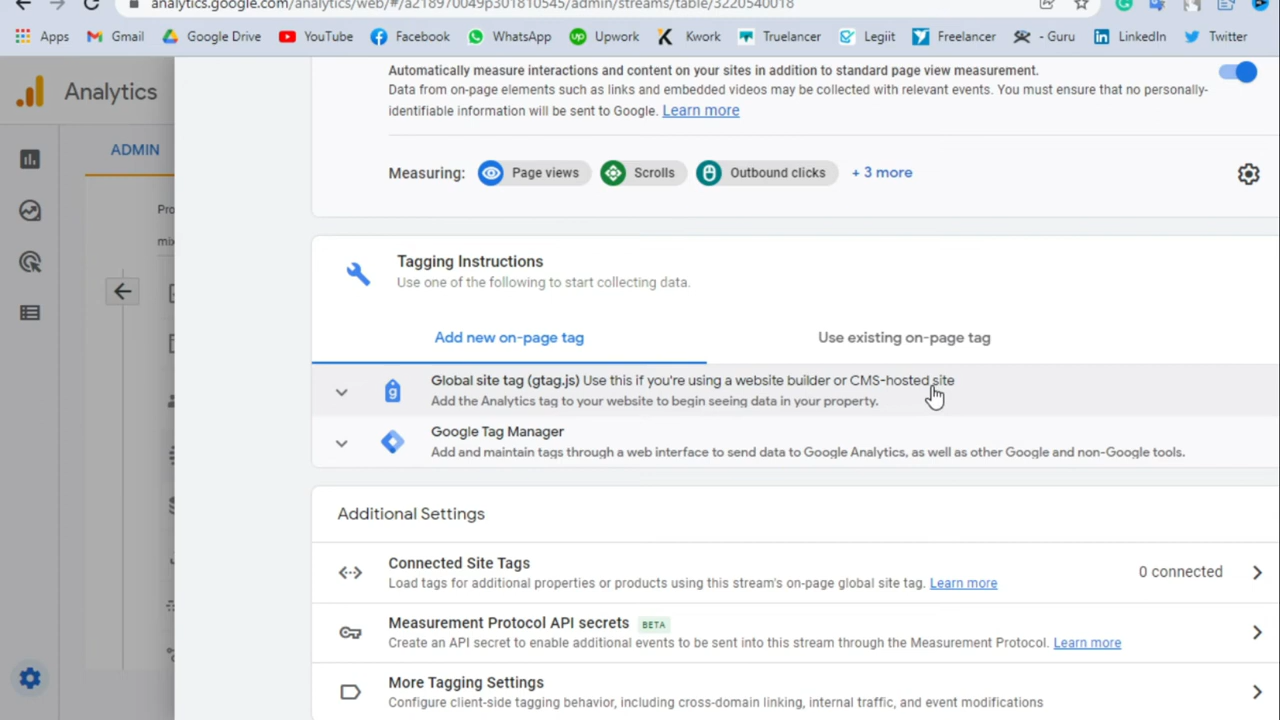 analytics.google.com/analytics/web/#/a218970049p301810545/admin/streams/table/3220540018
Apps Gmail Google Drive YouTube Facebook WhatsApp Upwork Kwork Truelancer Legiit Freelancer - Guru LinkedIn Twitter
Automatically measure interactions and content on your sites in addition to standard page view measurement.
Data from on-page elements such as links and embedded videos may be collected with relevant events. You must ensure that no personally-
identifiable information will be sent to Google. Learn more
Analytics
ADMIN
Measuring: Page views Scrolls Outbound clicks + 3 more
Pro
mix
Tagging Instructions
Use one of the following to start collecting data.
Add new on-page tag Use existing on-page tag
Global site tag (gtag.js) Use this if you're using a website builder or CMS-hosted site
Add the Analytics tag to your website to begin seeing data in your property.
Google Tag Manager
Add and maintain tags through a web interface to send data to Google Analytics, as well as other Google and non-Google tools.
Additional Settings
Connected Site Tags
Load tags for additional properties or products using this stream's on-page global site tag. Learn more
0 connected
Measurement Protocol API secrets BETA
Create an API secret to enable additional events to be sent into this stream through the Measurement Protocol. Learn more
More Tagging Settings
Configure client-side tagging behavior, including cross-domain linking, internal traffic, and event modifications